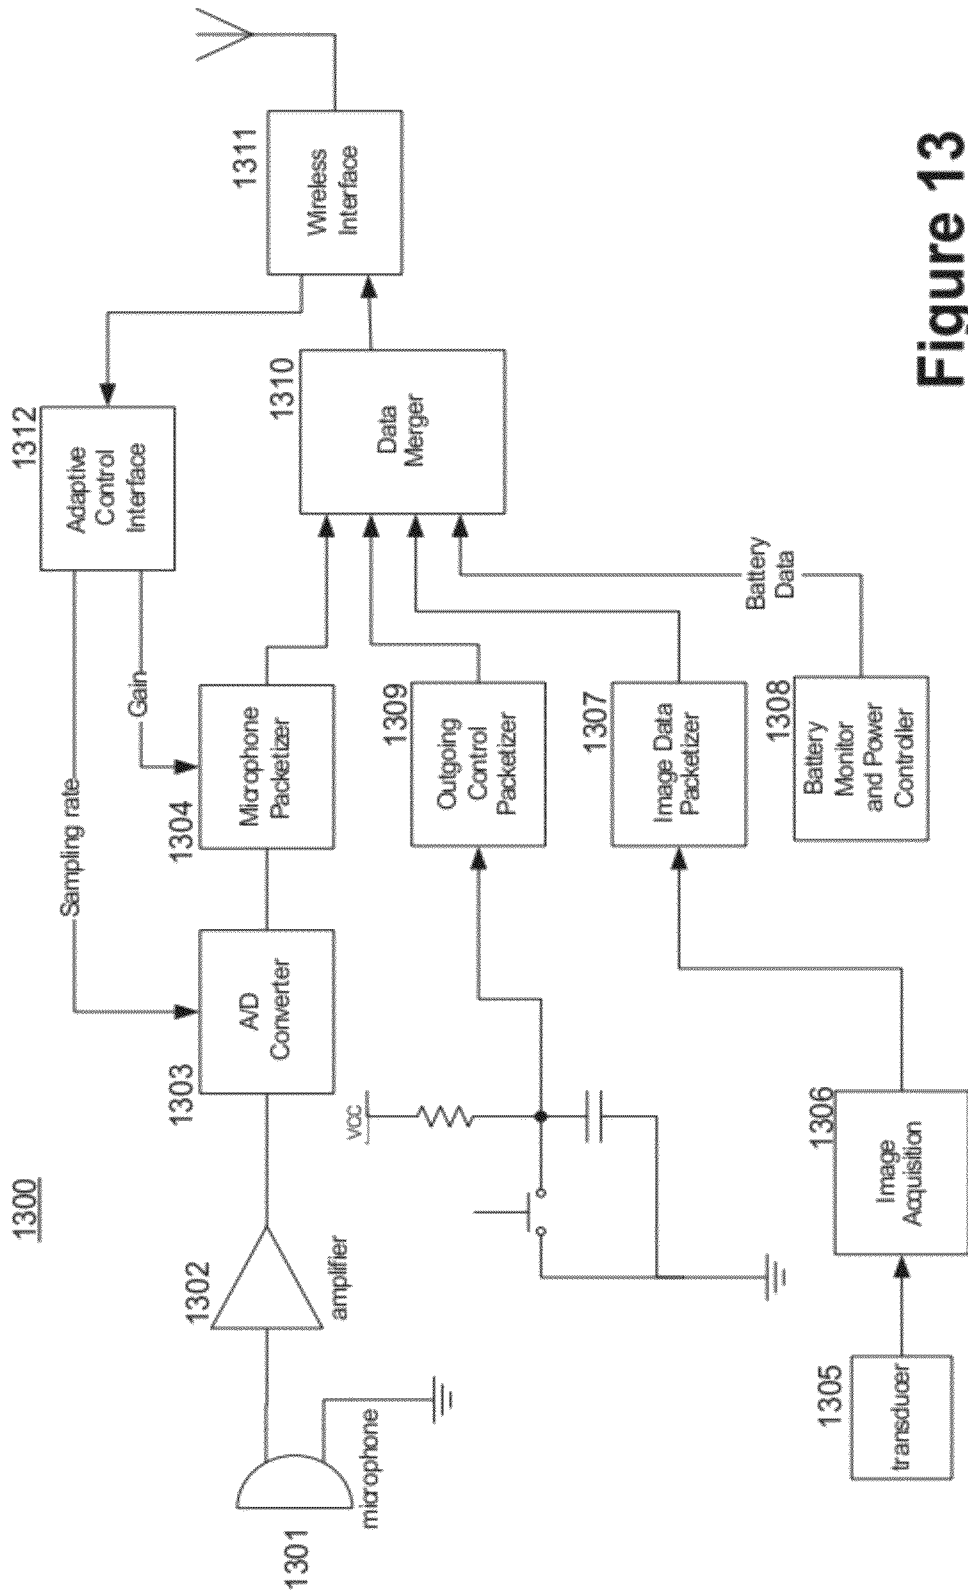 1300
1301
microphone
1302
amplifier
1303
A/D
Converter
Sampling rate
1304
Microphone
Packetizer
Gain
1312
Adaptive
Control
Interface
1311
Wireless
Interface
1310
Data
Merger
VCC
1309
Outgoing
Control
Packetizer
1305
transducer
1306
Image
Acquisition
1307
Image Data
Packetizer
1308
Battery
Monitor
and Power
Controller
Battery
Data
Figure 13